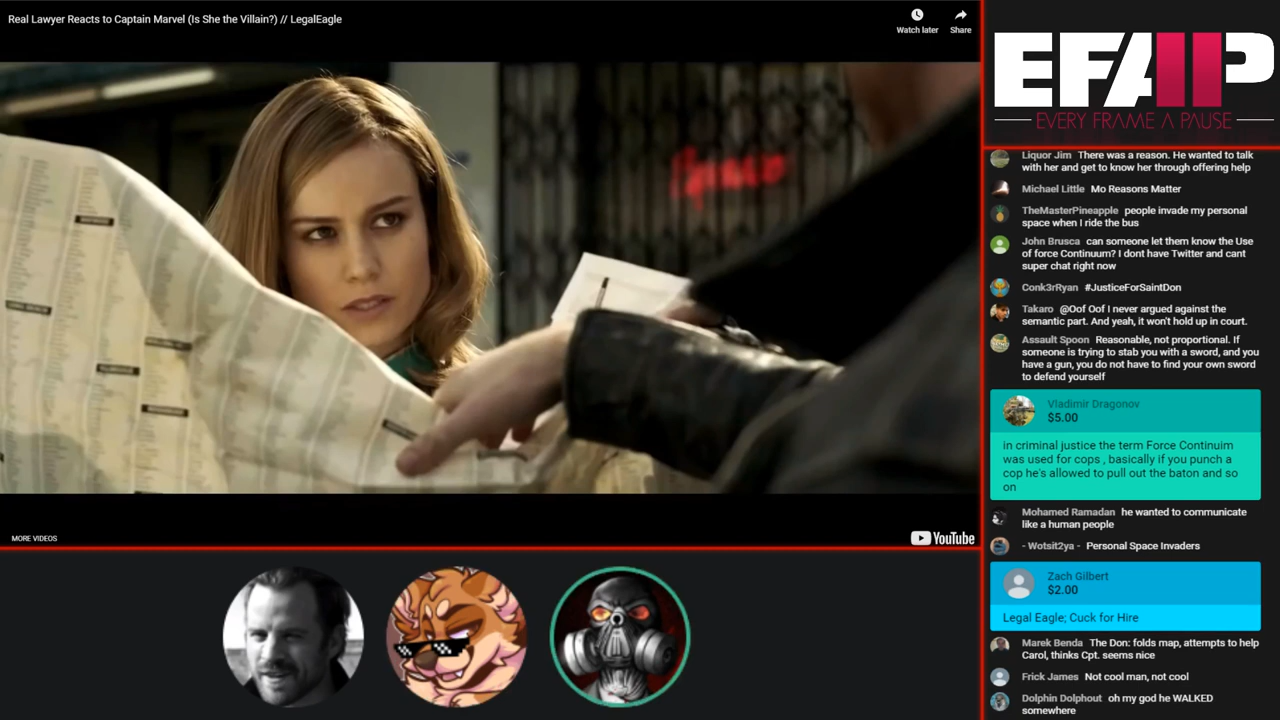 Real Lawyer Reacts to Captain Marvel (Is She the Villain?) // LegalEagle
Watch later
Share
MORE VIDEOS
YouTube
EFAP
EVERY FRAME A PAUSE
Liquor Jim There was a reason. He wanted to talk
with her and get to know her through offering help
Michael Little Mo Reasons Matter
TheMasterPineapple people invade my personal
space when I ride the bus
John Brusca can someone let them know the Use
of force Continuum? I dont have Twitter and cant
super chat right now
Conk3rRyan #JusticeForSaintDon
Takaro @Oof Oof I never argued against the
semantic part. And yeah, it won't hold up in court.
Assault Spoon Reasonable, not proportional. If
someone is trying to stab you with a sword, and you
have a gun, you do not have to find your own sword
to defend yourself
Vladimir Dragonov
$5.00
in criminal justice the term Force Continuim
was used for cops , basically if you punch a
cop he's allowed to pull out the baton and so
on
Mohamed Ramadan he wanted to communicate
like a human people
- Wotsit2ya - Personal Space Invaders
Zach Gilbert
$2.00
Legal Eagle; Cuck for Hire
Marek Benda The Don: folds map, attempts to help
Carol, thinks Cpt. seems nice
Frick James Not cool man, not cool
Dolphin Dolphout oh my god he WALKED
somewhere